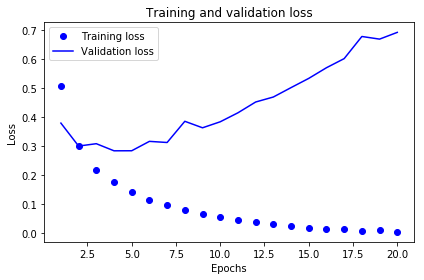 Training and validation loss
Training loss
Validation loss
Loss
0.7
0.6
0.5
0.4
0.3
0.2
0.1
0.0
2.5 5.0 7.5 10.0 12.5 15.0 17.5 20.0
Epochs